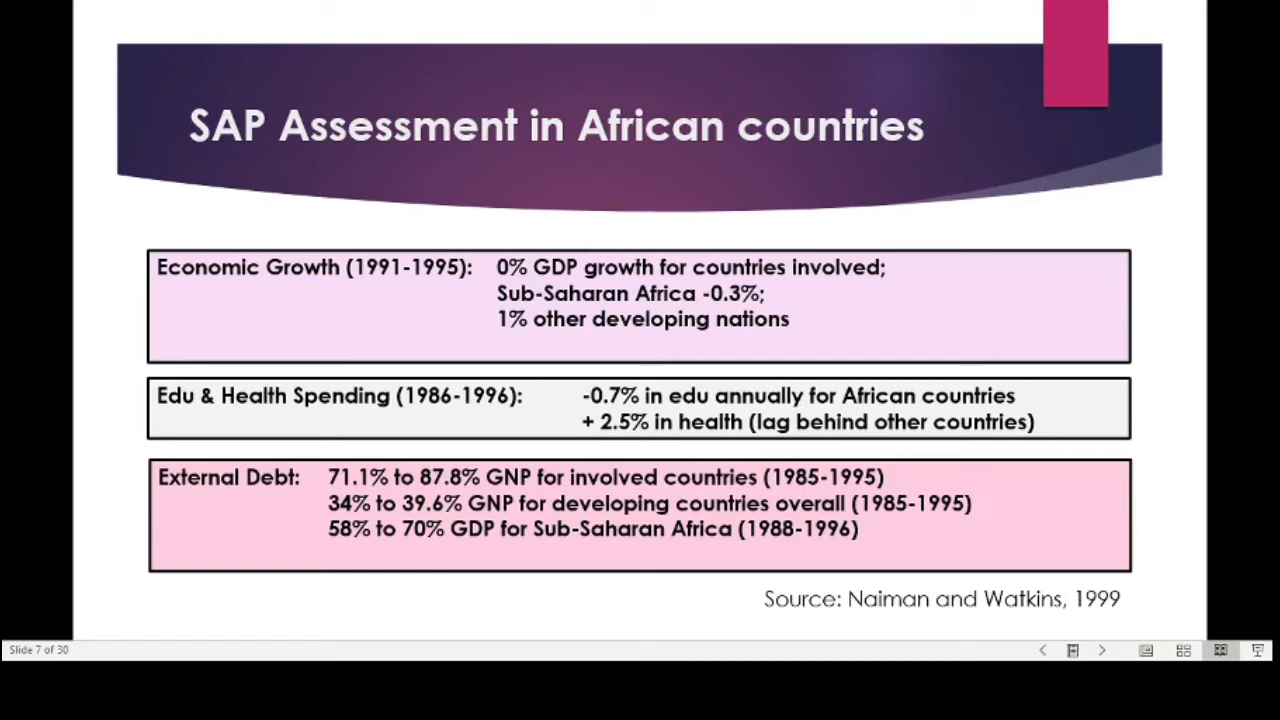 SAP Assessment in African countries
Economic Growth (1991-1995): 0% GDP growth for countries involved;
Sub-Saharan Africa -0.3%;
1% other developing nations
Edu & Health Spending (1986-1996): -0.7% in edu annually for African countries
+ 2.5% in health (lag behind other countries)
External Debt: 71.1% to 87.8% GNP for involved countries (1985-1995)
34% to 39.6% GNP for developing countries overall (1985-1995)
58% to 70% GDP for Sub-Saharan Africa (1988-1996)
Source: Naiman and Watkins, 1999
Slide 7 of 30